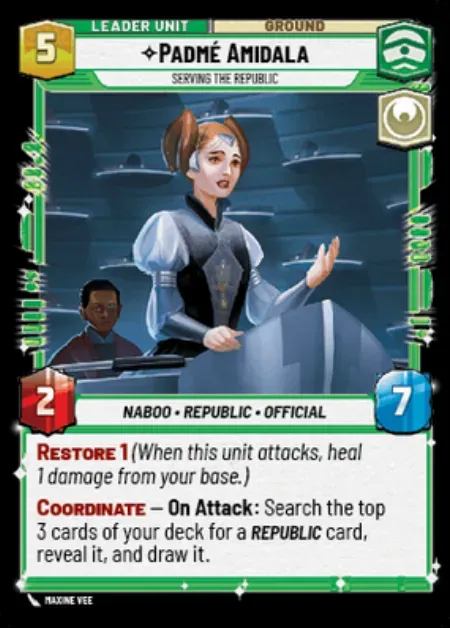 LEADER UNIT GROUND
5
✧PADMÉ AMIDALA
SERVING THE REPUBLIC
2
NABOO • REPUBLIC • OFFICIAL
7
RESTORE 1 (When this unit attacks, heal
1 damage from your base.)
COORDINATE – On Attack: Search the top
3 cards of your deck for a REPUBLIC card,
reveal it, and draw it.
MAXINE VEE